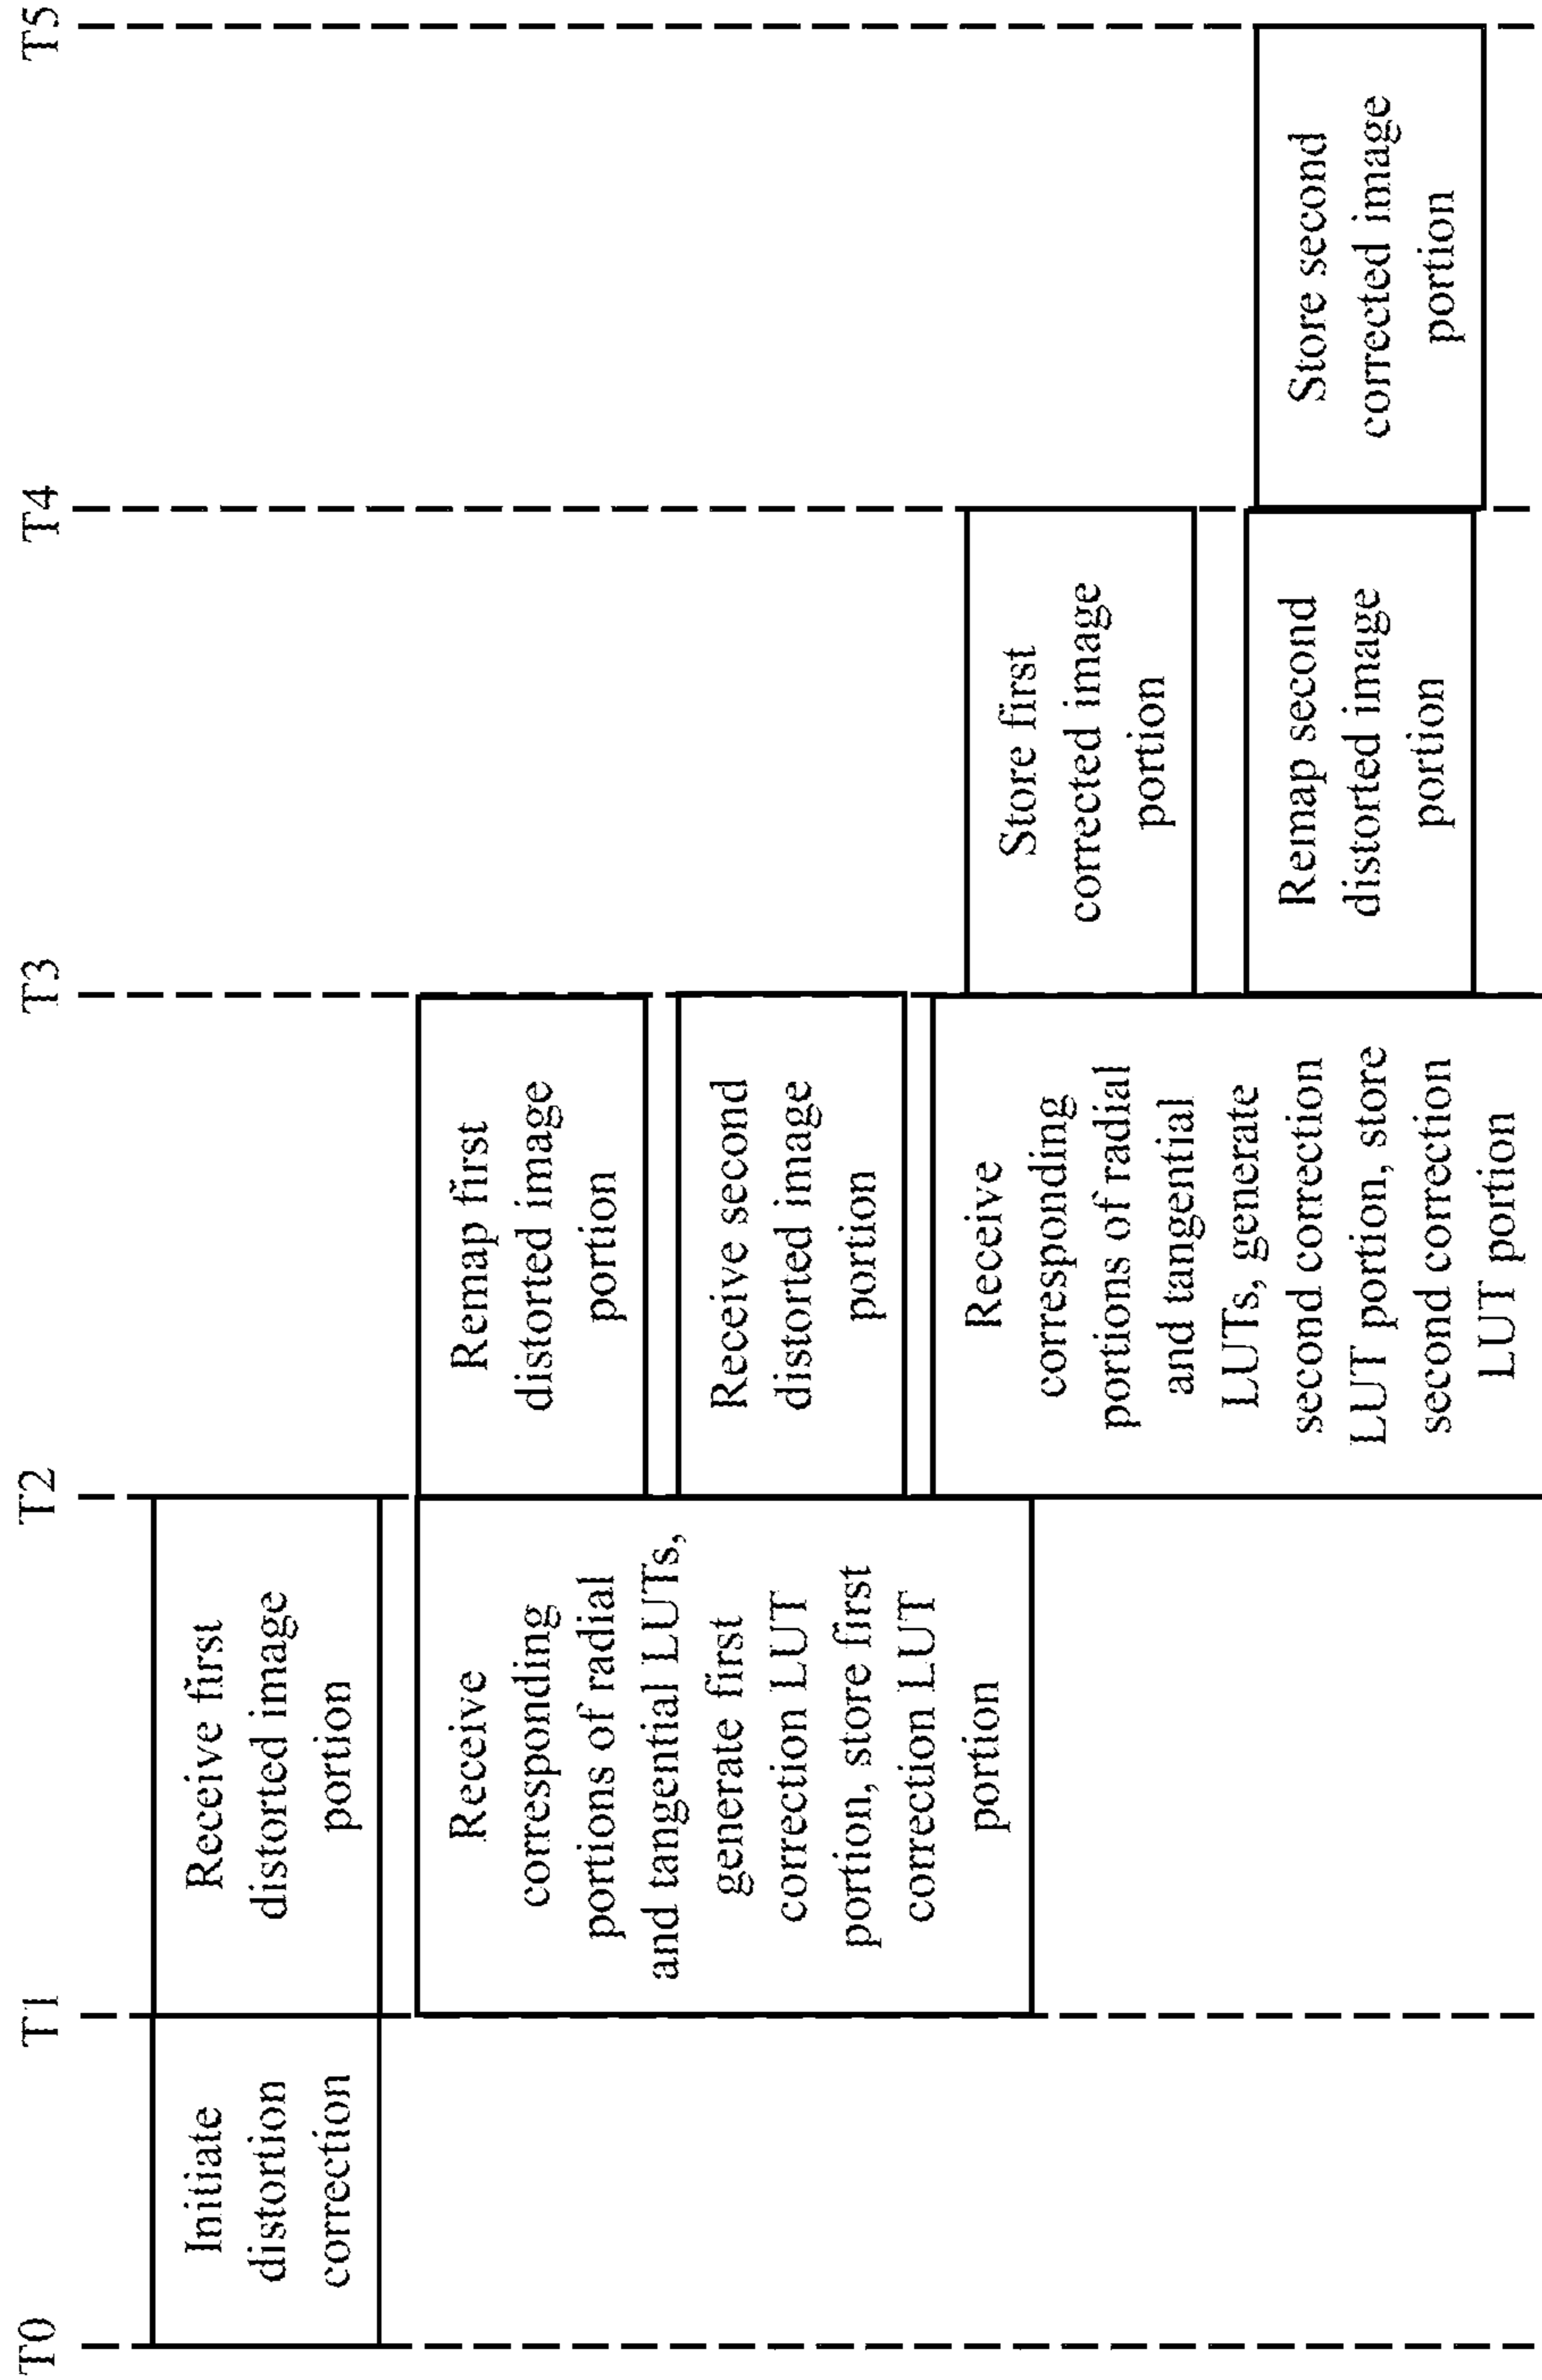 T0
T1
T2
T3
T4
T5
Initiate
distortion
correction
Receive first
distorted image
portion
Receive
corresponding
portions of radial
and tangential LUTs,
generate first
correction LUT
portion, store first
correction LUT
portion
Remap first
distorted image
portion
Receive second
distorted image
portion
Receive
corresponding
portions of radial
and tangential
LUTs, generate
second correction
LUT portion, store
second correction
LUT portion
Store first
corrected image
portion
Remap second
distorted image
portion
Store second
corrected image
portion